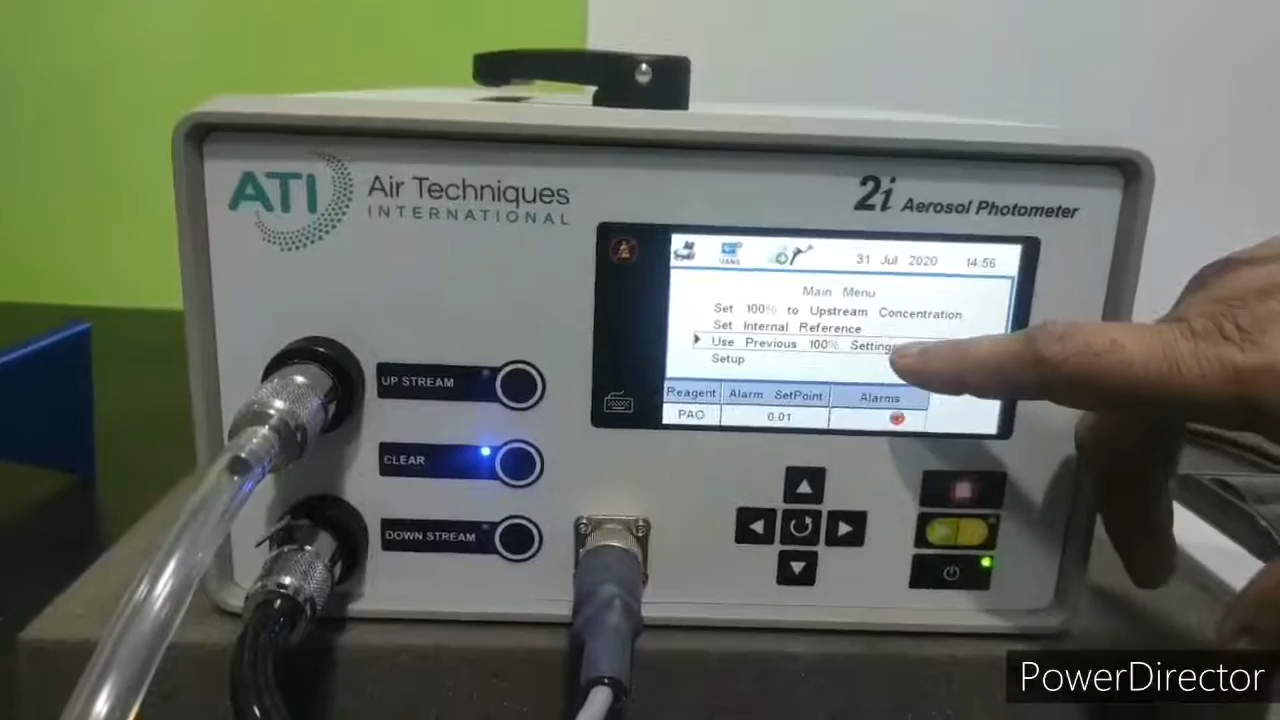 ATI
Air Techniques
INTERNATIONAL
2i Aerosol Photometer
31 Jul 2020 14:56
Main Menu
Set 100% to Upstream Concentration
Set Internal Reference
Use Previous 100% Settings
Setup
Reagent Alarm SetPoint Alarms
PAO 0.01
UP STREAM
CLEAR
DOWN STREAM
PowerDirector